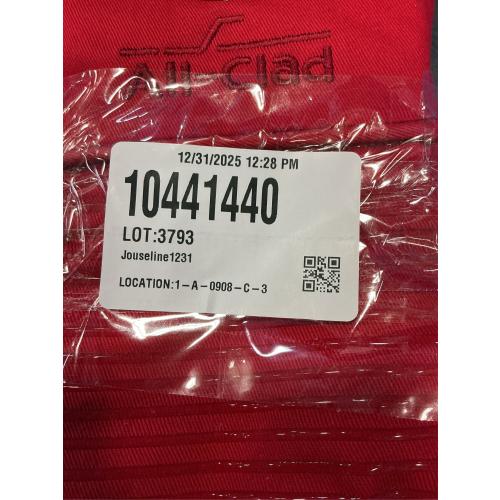 All-Clad
12/31/2025 12:28 PM
10441440
LOT:3793
Jouseline1231
LOCATION:1-A-0908-C-3